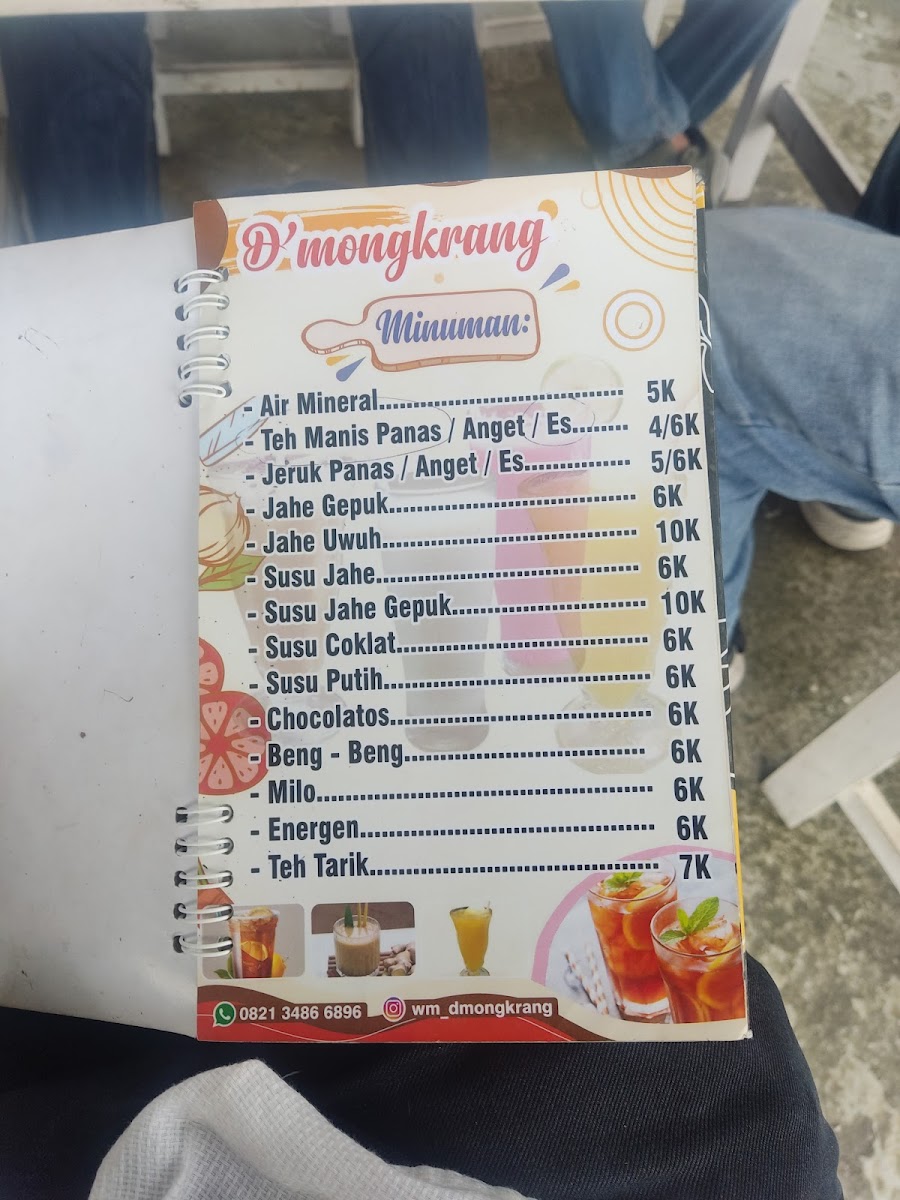 D'mongkrang
Minuman:
- Air Mineral........................................ 5K
- Teh Manis Panas / Anget / Es......... 4/6K
- Jeruk Panas / Anget / Es................. 5/6K
- Jahe Gepuk........................................ 6K
- Jahe Uwuh......................................... 10K
- Susu Jahe.......................................... 6K
- Susu Jahe Gepuk............................... 10K
- Susu Coklat........................................ 6K
- Susu Putih.......................................... 6K
- Chocolatos.......................................... 6K
- Beng - Beng....................................... 6K
- Milo..................................................... 6K
- Energen.............................................. 6K
- Teh Tarik............................................. 7K
0821 3486 6896 wm_dmongkrang